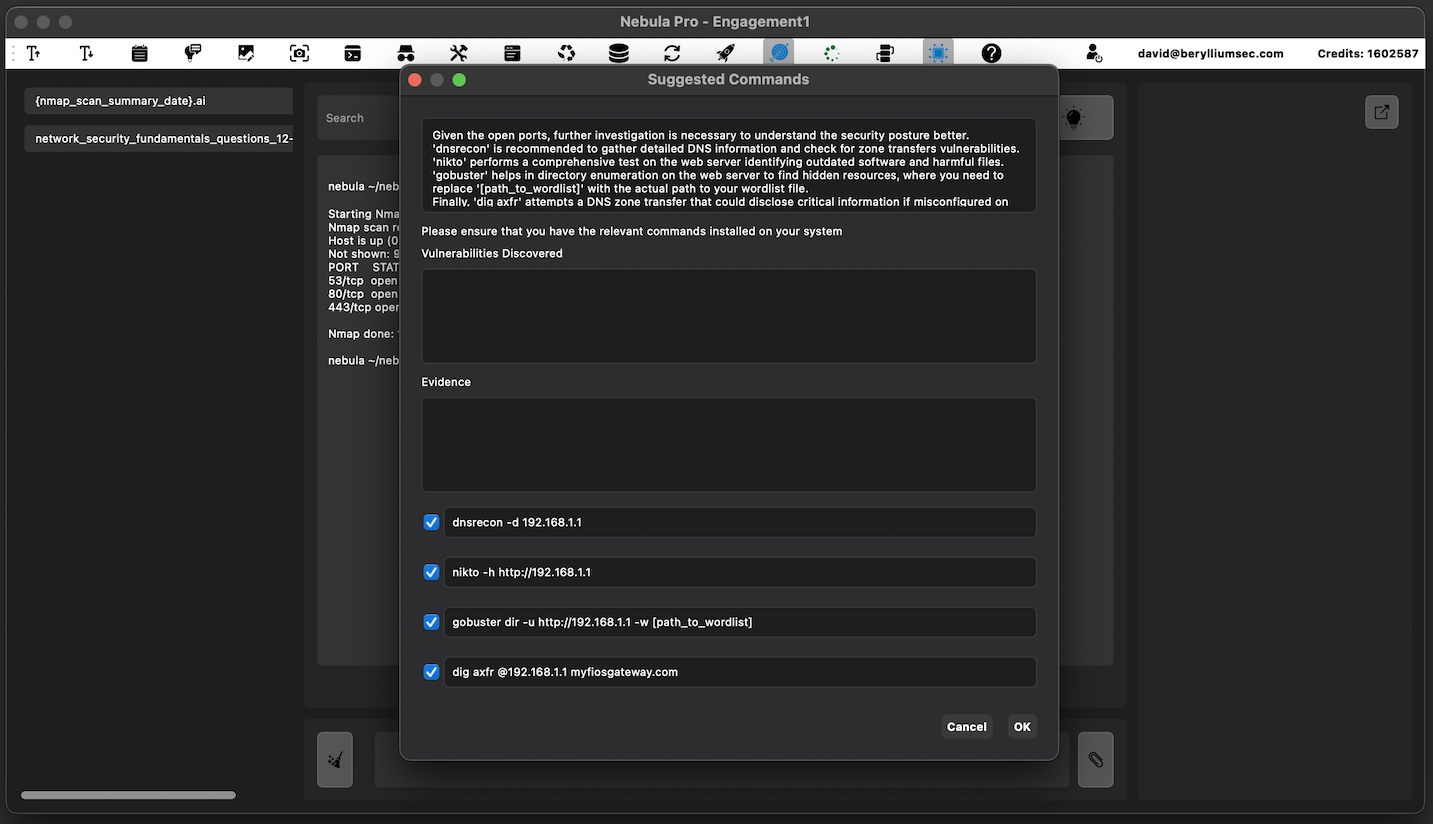 Nebula Pro - Engagement1
david@berylliumsec.com
Credits: 1602587
{nmap_scan_summary_date}.ai
network_security_fundamentals_questions_12-
Search
nebula ~/neb
Starting Nma
Nmap scan re
Host is up (0
Not shown: 9
PORT STAT
53/tcp open
80/tcp open
443/tcp oper
Nmap done:
nebula ~/neb
Suggested Commands
Given the open ports, further investigation is necessary to understand the security posture better.
'dnsrecon' is recommended to gather detailed DNS information and check for zone transfers vulnerabilities.
'nikto' performs a comprehensive test on the web server identifying outdated software and harmful files.
'gobuster' helps in directory enumeration on the web server to find hidden resources, where you need to
replace '[path_to_wordlist]' with the actual path to your wordlist file.
Finally, 'dig axfr' attempts a DNS zone transfer that could disclose critical information if misconfigured on
Please ensure that you have the relevant commands installed on your system
Vulnerabilities Discovered
Evidence
dnsrecon -d 192.168.1.1
nikto -h http://192.168.1.1
gobuster dir -u http://192.168.1.1 -w [path_to_wordlist]
dig axfr @192.168.1.1 myfiosgateway.com
Cancel
OK